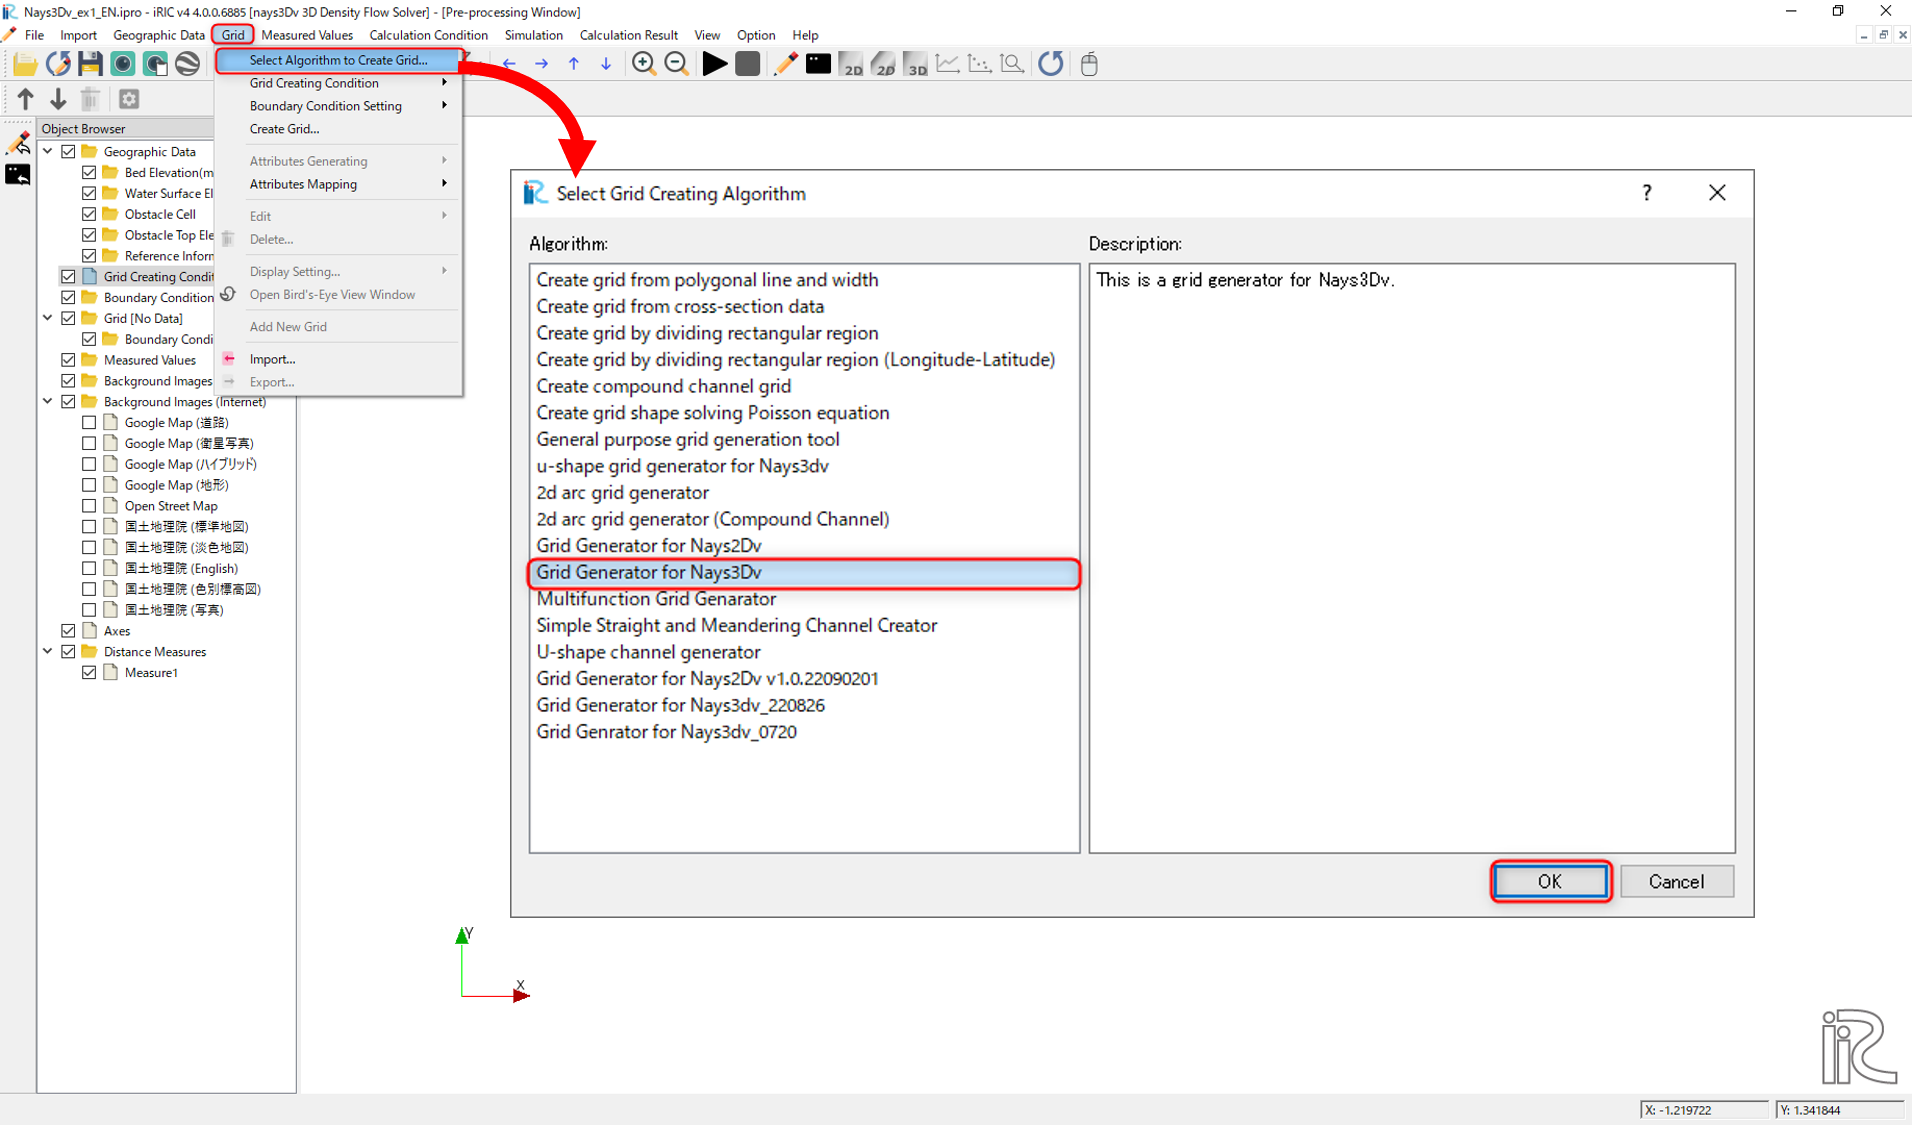 Nays3Dv_ex1_EN.ipro - iRIC v4 4.0.0.6885 [nays3Dv 3D Density Flow Solver] - [Pre-processing Window]
File Import Geographic Data Grid Measured Values Calculation Condition Simulation Calculation Result View Option Help
2D 2D 3D
Select Algorithm to Create Grid...
Grid Creating Condition
Boundary Condition Setting
Create Grid...
Attributes Generating
Attributes Mapping
Edit
Delete...
Display Setting...
Open Bird's-Eye View Window
Add New Grid
Import...
Export...
Object Browser
Geographic Data
Bed Elevation(m
Water Surface El
Obstacle Cell
Obstacle Top Ele
Reference Inform
Grid Creating Condit
Boundary Condition
Grid [No Data]
Boundary Condi
Measured Values
Background Images
Background Images (Internet)
Google Map (道路)
Google Map (衛星写真)
Google Map (ハイブリッド)
Google Map (地形)
Open Street Map
国土地理院 (標準地図)
国土地理院 (淡色地図)
国土地理院 (English)
国土地理院 (色別標高図)
国土地理院 (写真)
Axes
Distance Measures
Measure1
Select Grid Creating Algorithm
?
Algorithm:
Create grid from polygonal line and width
Create grid from cross-section data
Create grid by dividing rectangular region
Create grid by dividing rectangular region (Longitude-Latitude)
Create compound channel grid
Create grid shape solving Poisson equation
General purpose grid generation tool
u-shape grid generator for Nays3dv
2d arc grid generator
2d arc grid generator (Compound Channel)
Grid Generator for Nays2Dv
Grid Generator for Nays3Dv
Multifunction Grid Genarator
Simple Straight and Meandering Channel Creator
U-shape channel generator
Grid Generator for Nays2Dv v1.0.22090201
Grid Generator for Nays3dv_220826
Grid Genrator for Nays3dv_0720
Description:
This is a grid generator for Nays3Dv.
OK
Cancel
Y
X
iRIC
X: -1.219722
Y: 1.341844